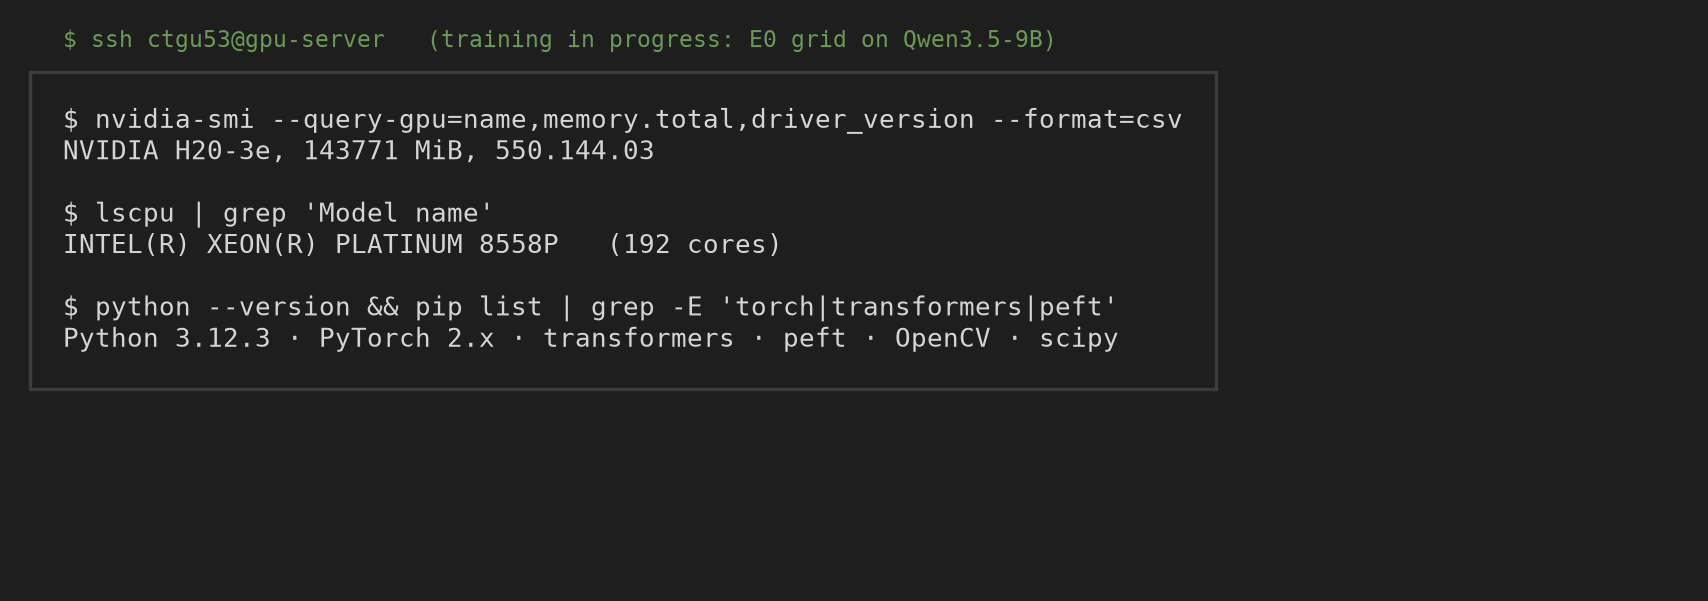 $ ssh ctgu53@gpu-server   (training in progress: E0 grid on Qwen3.5-9B)
$ nvidia-smi --query-gpu=name,memory.total,driver_version --format=csv
NVIDIA H20-3e, 143771 MiB, 550.144.03
$ lscpu | grep 'Model name'
INTEL(R) XEON(R) PLATINUM 8558P   (192 cores)
$ python --version && pip list | grep -E 'torch|transformers|peft'
Python 3.12.3 · PyTorch 2.x · transformers · peft · OpenCV · scipy